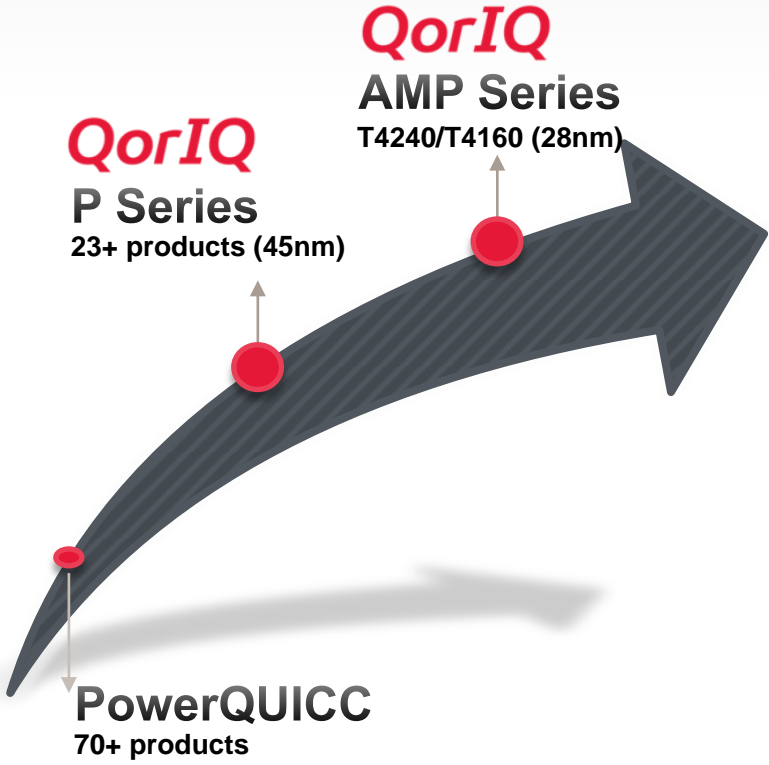 QorIQ
AMP Series
T4240/T4160 (28nm)
QorIQ
P Series
23+ products (45nm)
PowerQUICC
70+ products